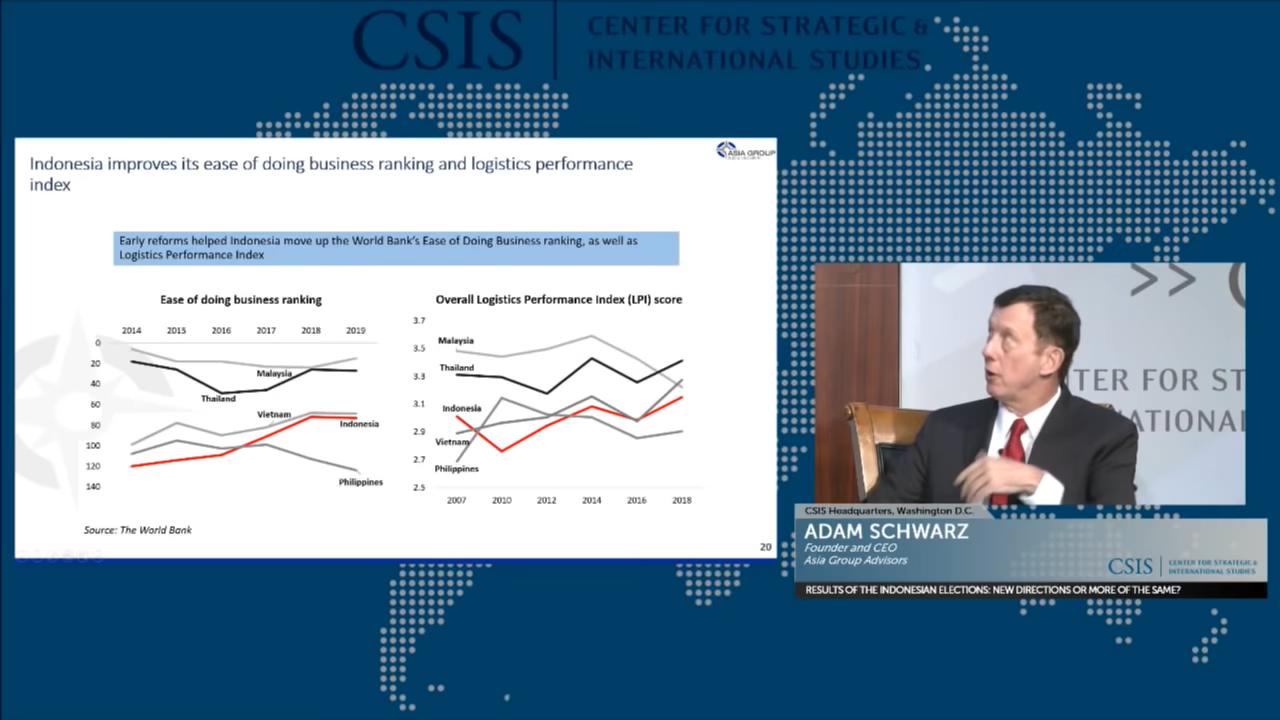 CSIS
CENTER FOR STRATEGIC &
INTERNATIONAL STUDIES
ASIA GROUP
Indonesia improves its ease of doing business ranking and logistics performance
index
Early reforms helped Indonesia move up the World Bank's Ease of Doing Business ranking, as well as
Logistics Performance Index
Ease of doing business ranking
2014 2015 2016 2017 2018 2019
0
20
40
60
80
100
120
140
Malaysia
Thailand
Vietnam
Indonesia
Philippines
Overall Logistics Performance Index (LPI) score
3.7
3.5
3.3
3.1
2.9
2.7
2.5
Malaysia
Thailand
Indonesia
Vietnam
Philippines
2007 2010 2012 2014 2016 2018
Source: The World Bank
20
>> C
TER FOR ST
NATIONAL
CSIS Headquarters, Washington D.C.
ADAM SCHWARZ
Founder and CEO
Asia Group Advisors
CSIS
CENTER FOR STRATEGIC &
INTERNATIONAL STUDIES
RESULTS OF THE INDONESIAN ELECTIONS: NEW DIRECTIONS OR MORE OF THE SAME?